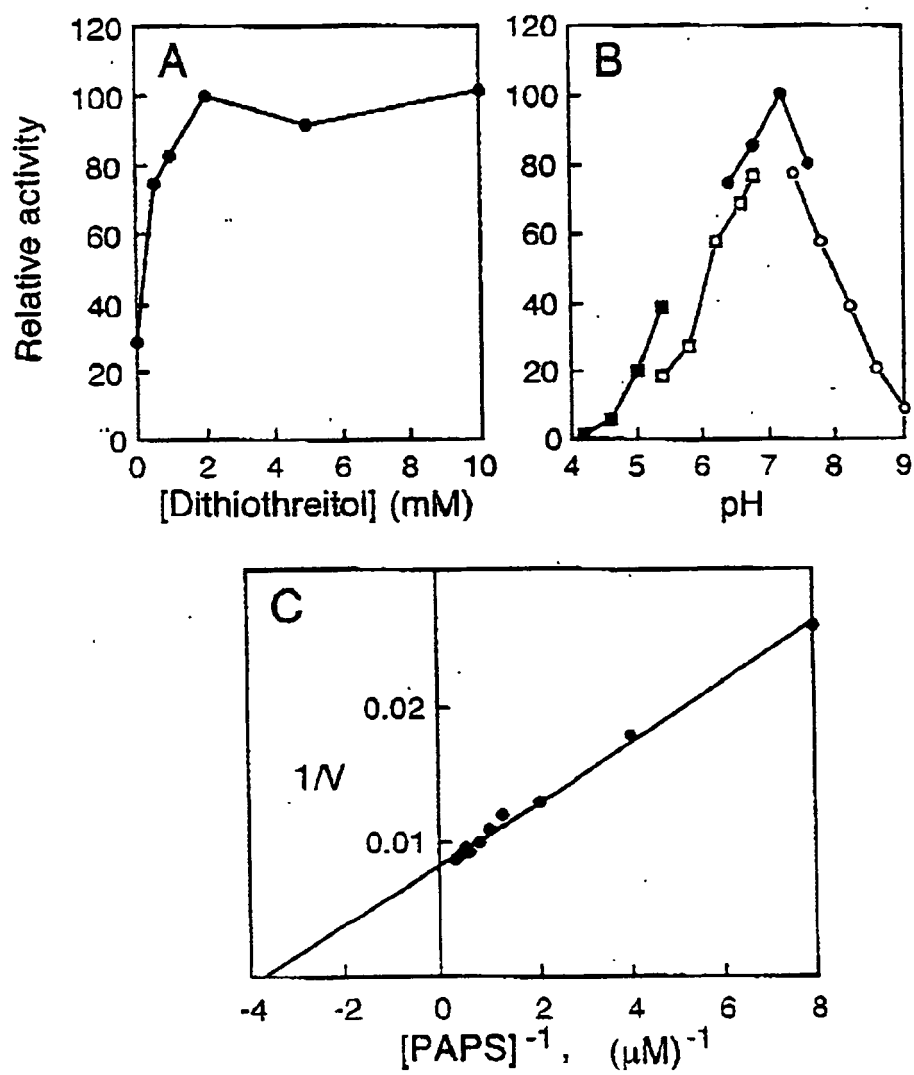 A
B
120
100
80
60
40
20
0
Relative activity
0 2 4 6 8 10
[Dithiothreitol] (mM)
120
100
80
60
40
20
0
4 5 6 7 8 9
pH
C
0.02
1/V
0.01
-4 -2 0 2 4 6 8
[PAPS]⁻¹, (μM)⁻¹